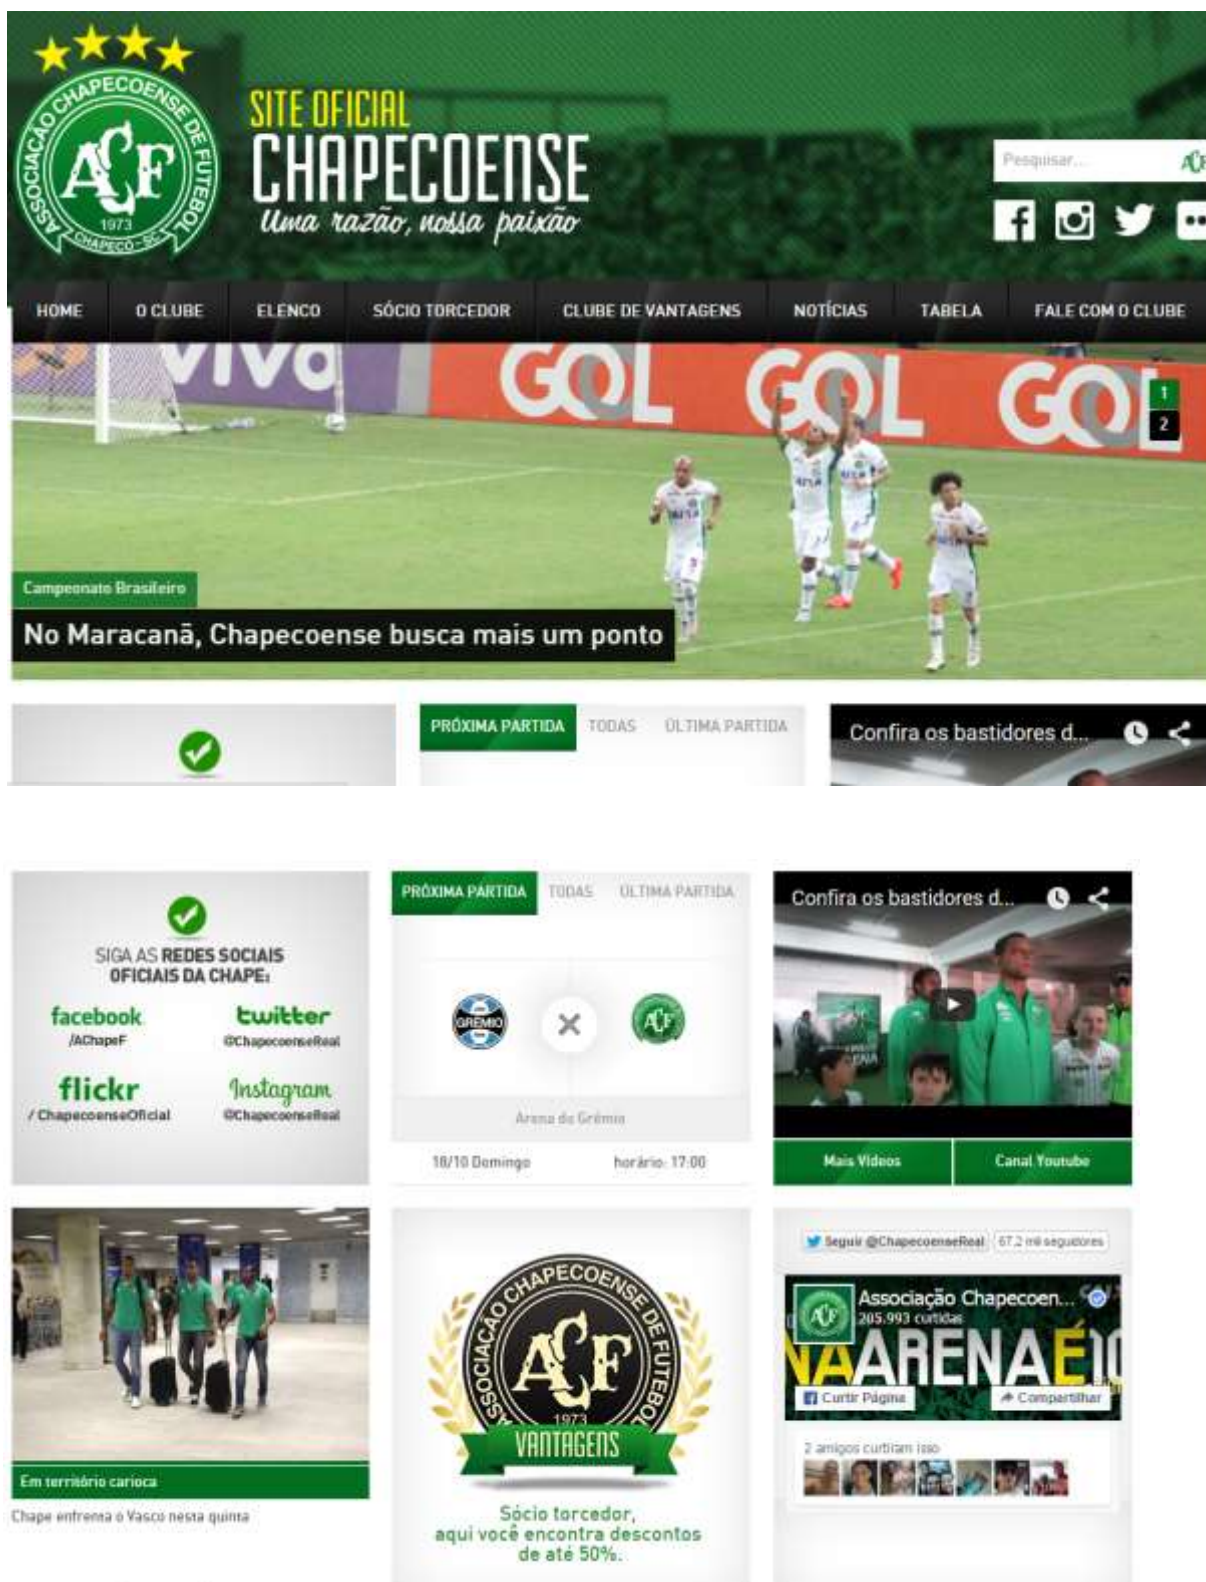 ASSOCIAÇÃO CHAPECOENSE DE FUTEBOL
ACF
1973
CHAPECÓ - SC
SITE OFICIAL
CHAPECOENSE
Uma razão, nossa paixão
Pesquisar...
HOME O CLUBE ELENCO SÓCIO TORCEDOR CLUBE DE VANTAGENS NOTÍCIAS TABELA FALE COM O CLUBE
vivo GOL GOL GOL
1
2
Campeonato Brasileiro
No Maracanã, Chapecoense busca mais um ponto
PRÓXIMA PARTIDA TODAS ÚLTIMA PARTIDA
Confira os bastidores d...
SIGA AS REDES SOCIAIS
OFICIAIS DA CHAPE:
facebook
/AChapeF
twitter
@ChapecoenseReal
flickr
/ ChapecoenseOficial
Instagram
@ChapecoenseReal
PRÓXIMA PARTIDA TODAS ÚLTIMA PARTIDA
GRÊMIO
ACF
Arena do Grêmio
18/10 Domingo horário: 17:00
Confira os bastidores d...
ARENA
Mais Vídeos Canal Youtube
Em território carioca
Chape enfrenta o Vasco nesta quinta
ASSOCIAÇÃO CHAPECOENSE DE FUTEBOL
ACF
1973
VANTAGENS
Sócio torcedor,
aqui você encontra descontos
de até 50%.
Seguir @ChapecoenseReal 67,2 mil seguidores
Associação Chapecoen...
205.993 curtidas
NAARENAÉ10
Curtir Página Compartilhar
2 amigos curtiram isso